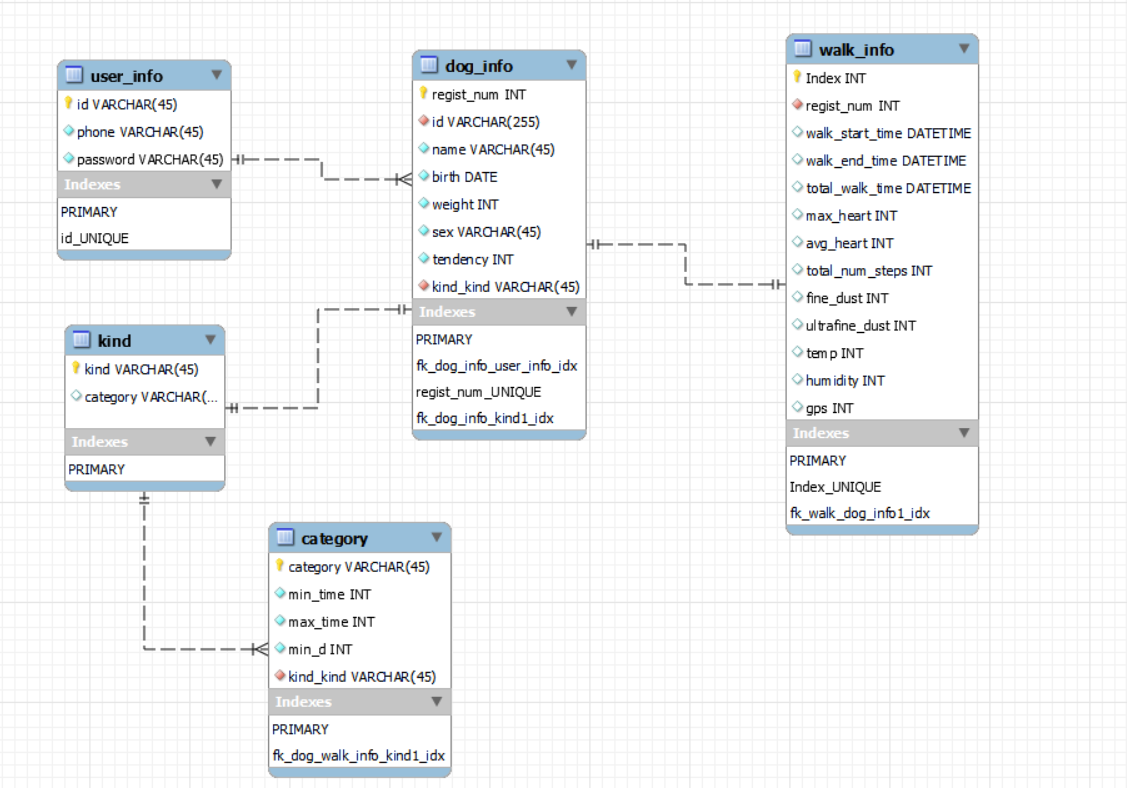 user_info
id VARCHAR(45)
phone VARCHAR(45)
password VARCHAR(45)
Indexes
PRIMARY
id_UNIQUE
dog_info
regist_num INT
id VARCHAR(255)
name VARCHAR(45)
birth DATE
weight INT
sex VARCHAR(45)
tendency INT
kind_kind VARCHAR(45)
Indexes
PRIMARY
fk_dog_info_user_info_idx
regist_num_UNIQUE
fk_dog_info_kind1_idx
walk_info
Index INT
regist_num INT
walk_start_time DATETIME
walk_end_time DATETIME
total_walk_time DATETIME
max_heart INT
avg_heart INT
total_num_steps INT
fine_dust INT
ultrafine_dust INT
temp INT
humidity INT
gps INT
Indexes
PRIMARY
Index_UNIQUE
fk_walk_dog_info1_idx
kind
kind VARCHAR(45)
category VARCHAR(...
Indexes
PRIMARY
category
category VARCHAR(45)
min_time INT
max_time INT
min_d INT
kind_kind VARCHAR(45)
Indexes
PRIMARY
fk_dog_walk_info_kind1_idx